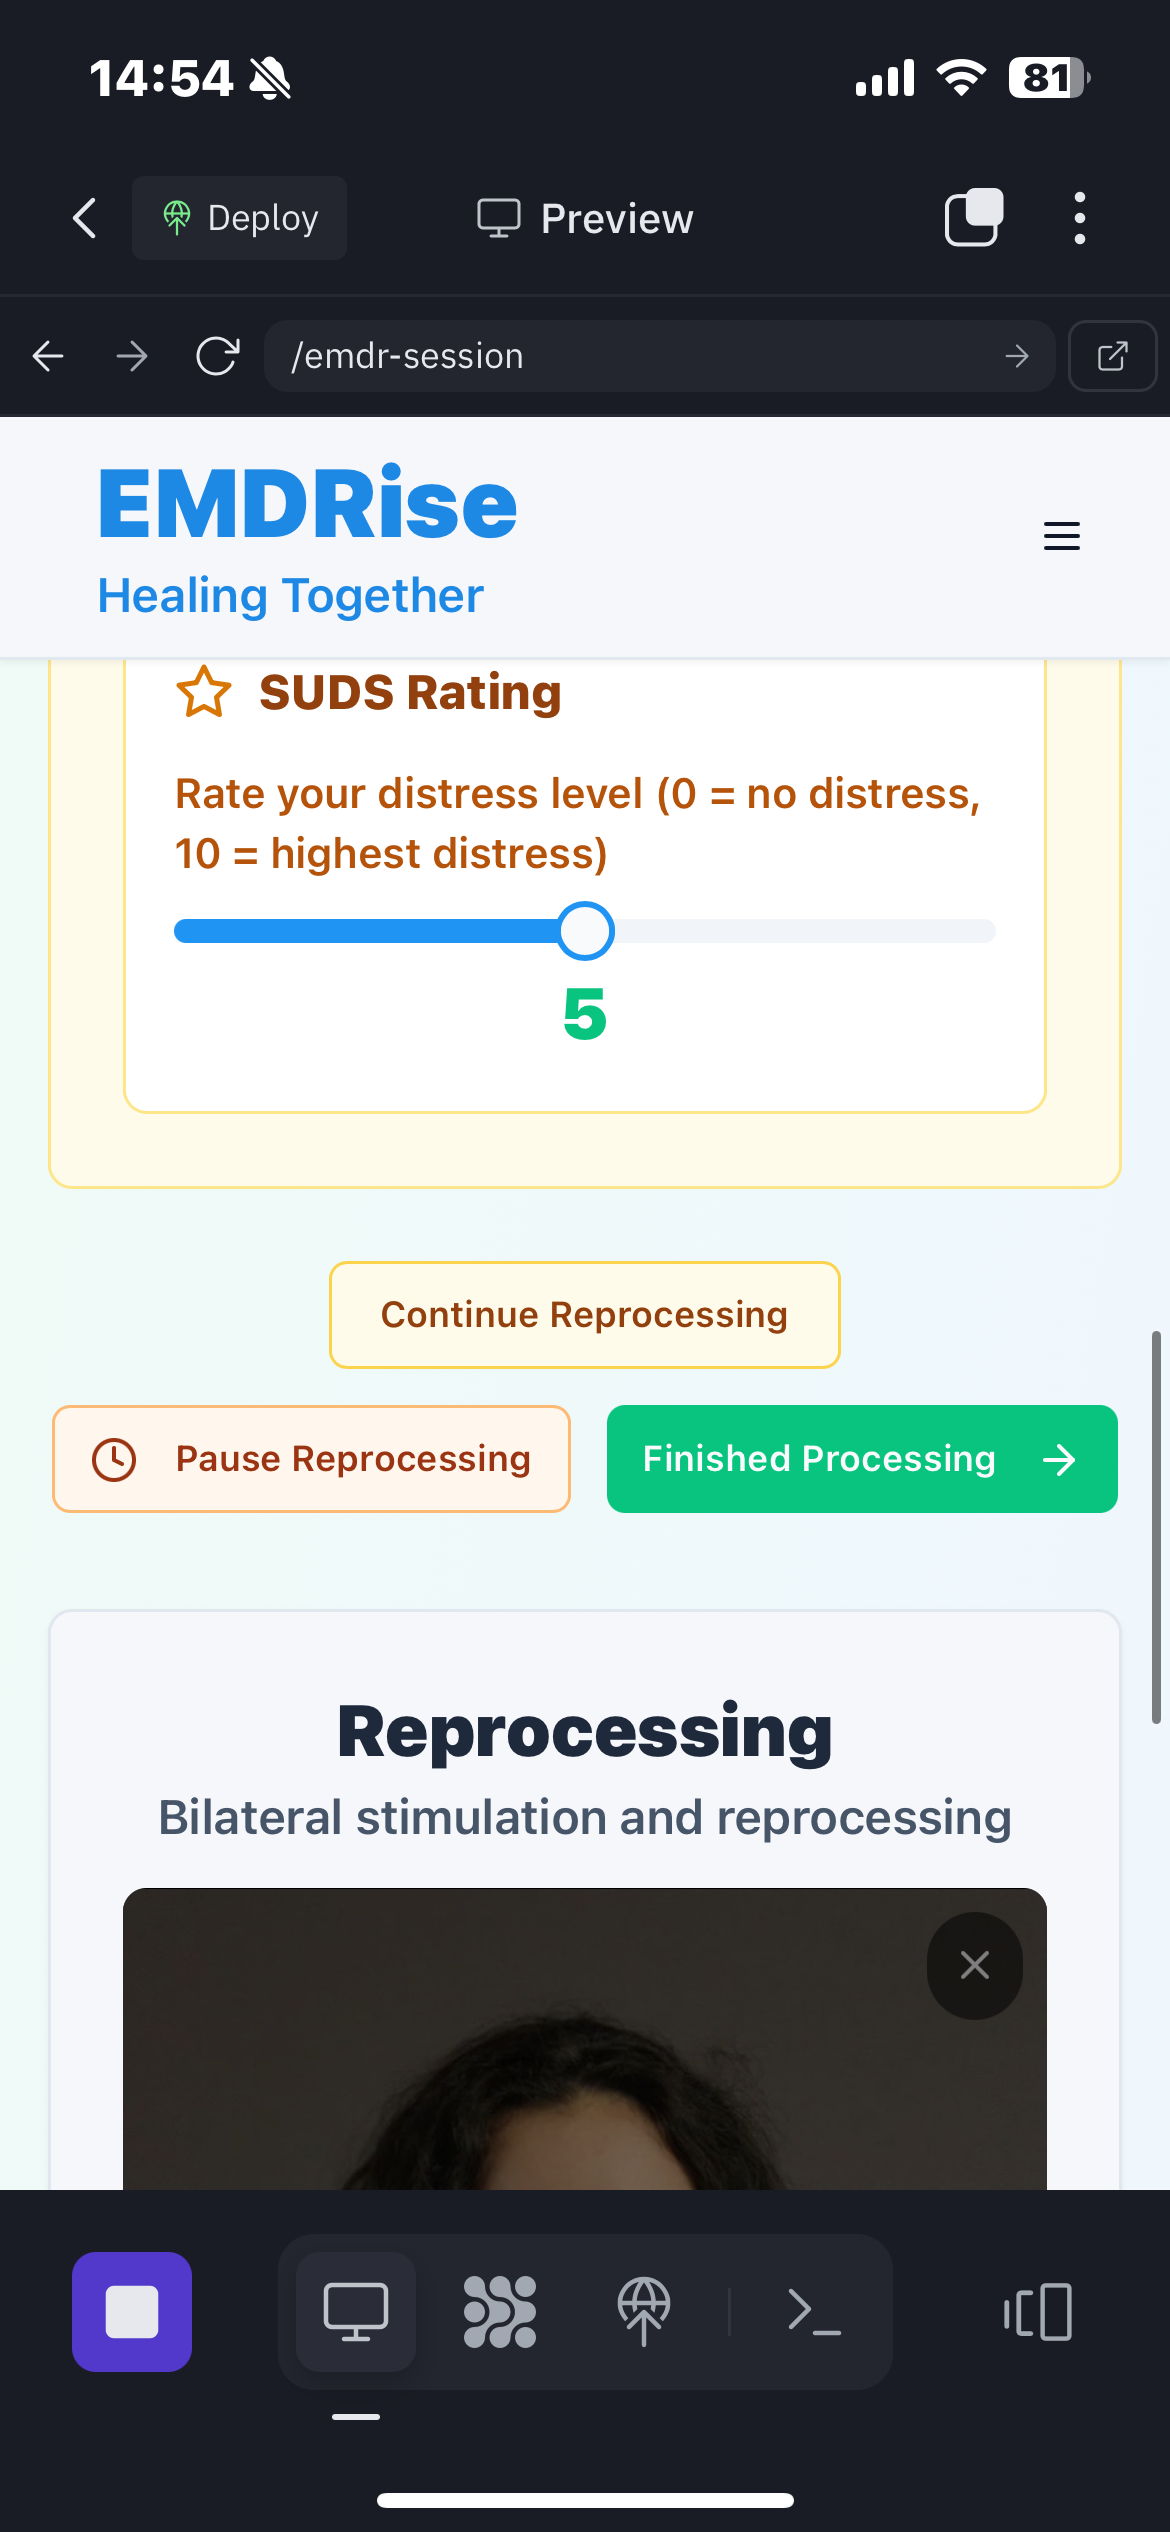 14:54
81
Deploy
Preview
/emdr-session
EMDRise
Healing Together
SUDS Rating
Rate your distress level (0 = no distress,
10 = highest distress)
5
Continue Reprocessing
Pause Reprocessing
Finished Processing
Reprocessing
Bilateral stimulation and reprocessing